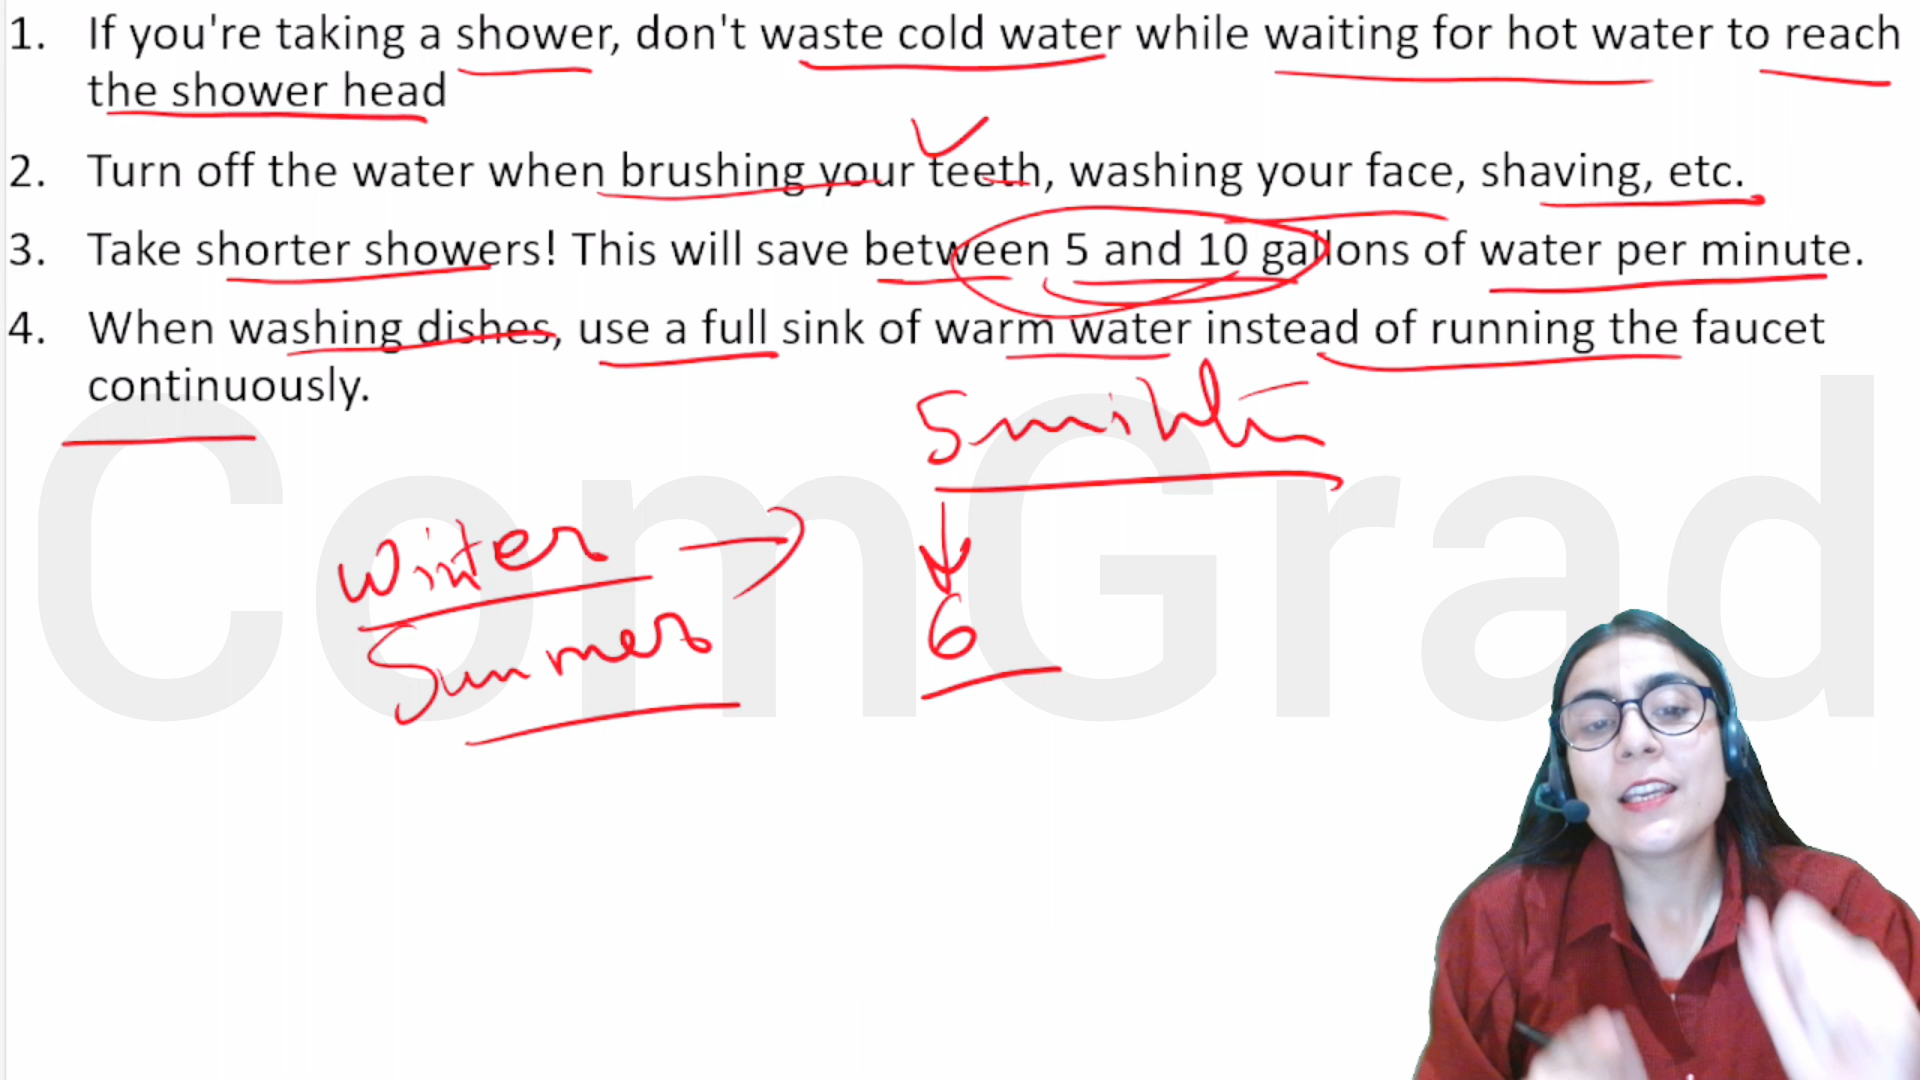 1. If you're taking a shower, don't waste cold water while waiting for hot water to reach
the shower head
2. Turn off the water when brushing your teeth, washing your face, shaving, etc.
3. Take shorter showers! This will save between 5 and 10 gallons of water per minute.
4. When washing dishes, use a full sink of warm water instead of running the faucet
continuously.
5
Winter
6
Summer
ComGrad